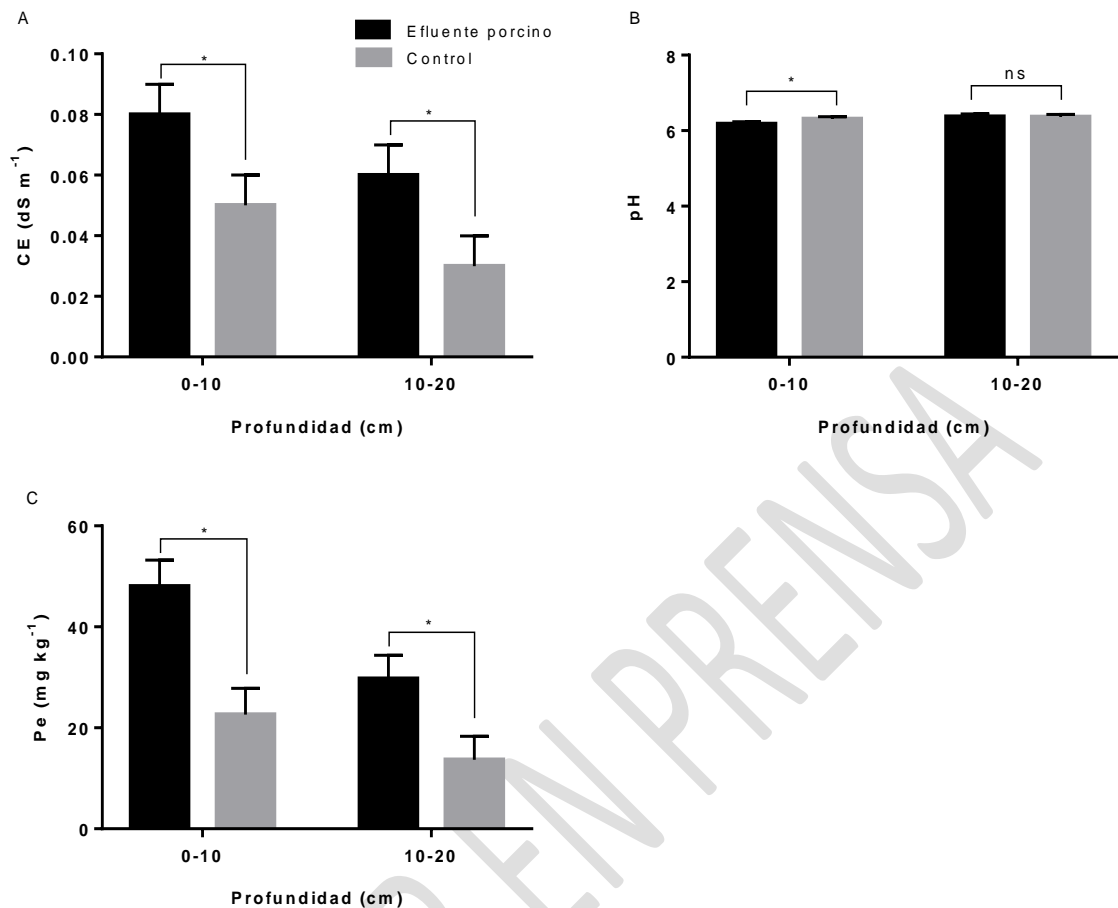 A
Efluente porcino
Control
0.10
0.08
0.06
0.04
0.02
0.00
CE (dS m⁻¹)
*
*
0-10
10-20
Profundidad (cm)
B
8
6
4
2
0
pH
*
ns
0-10
10-20
Profundidad (cm)
C
60
40
20
0
Pe (mg kg⁻¹)
*
*
0-10
10-20
Profundidad (cm)
EN PRENSA